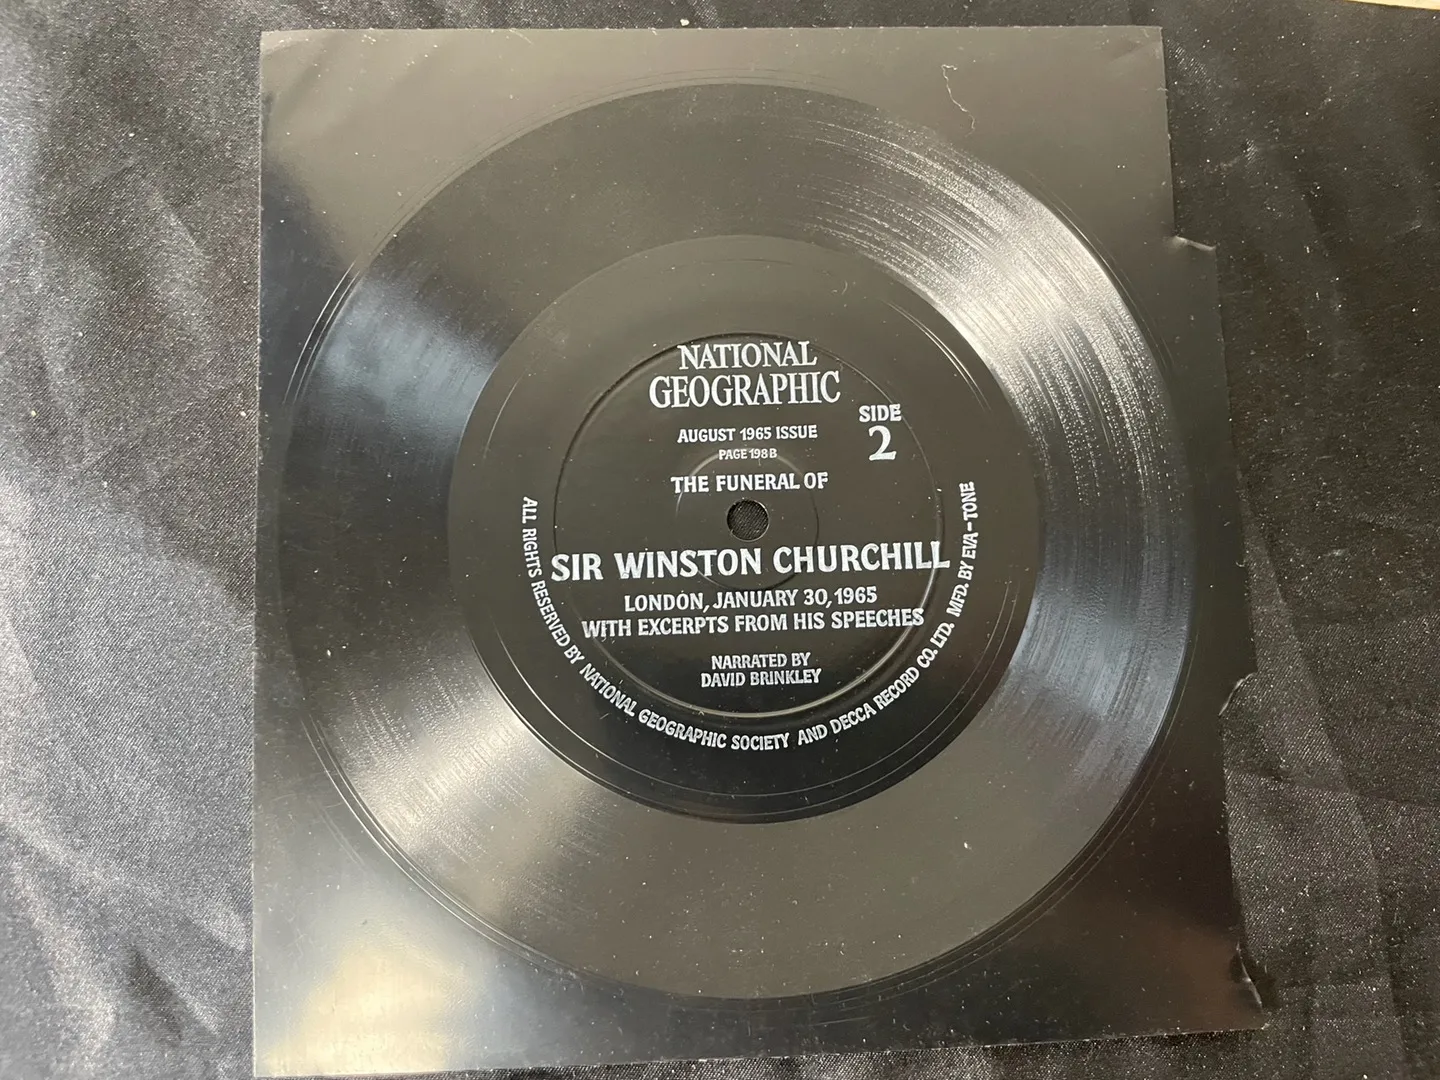 NATIONAL
GEOGRAPHIC
SIDE
2
AUGUST 1965 ISSUE
PAGE 198B
THE FUNERAL OF
SIR WINSTON CHURCHILL
LONDON, JANUARY 30, 1965
WITH EXCERPTS FROM HIS SPEECHES
NARRATED BY
DAVID BRINKLEY
ALL RIGHTS RESERVED BY NATIONAL GEOGRAPHIC SOCIETY AND DECCA RECORD CO. LTD. MFD. BY EVA-TONE